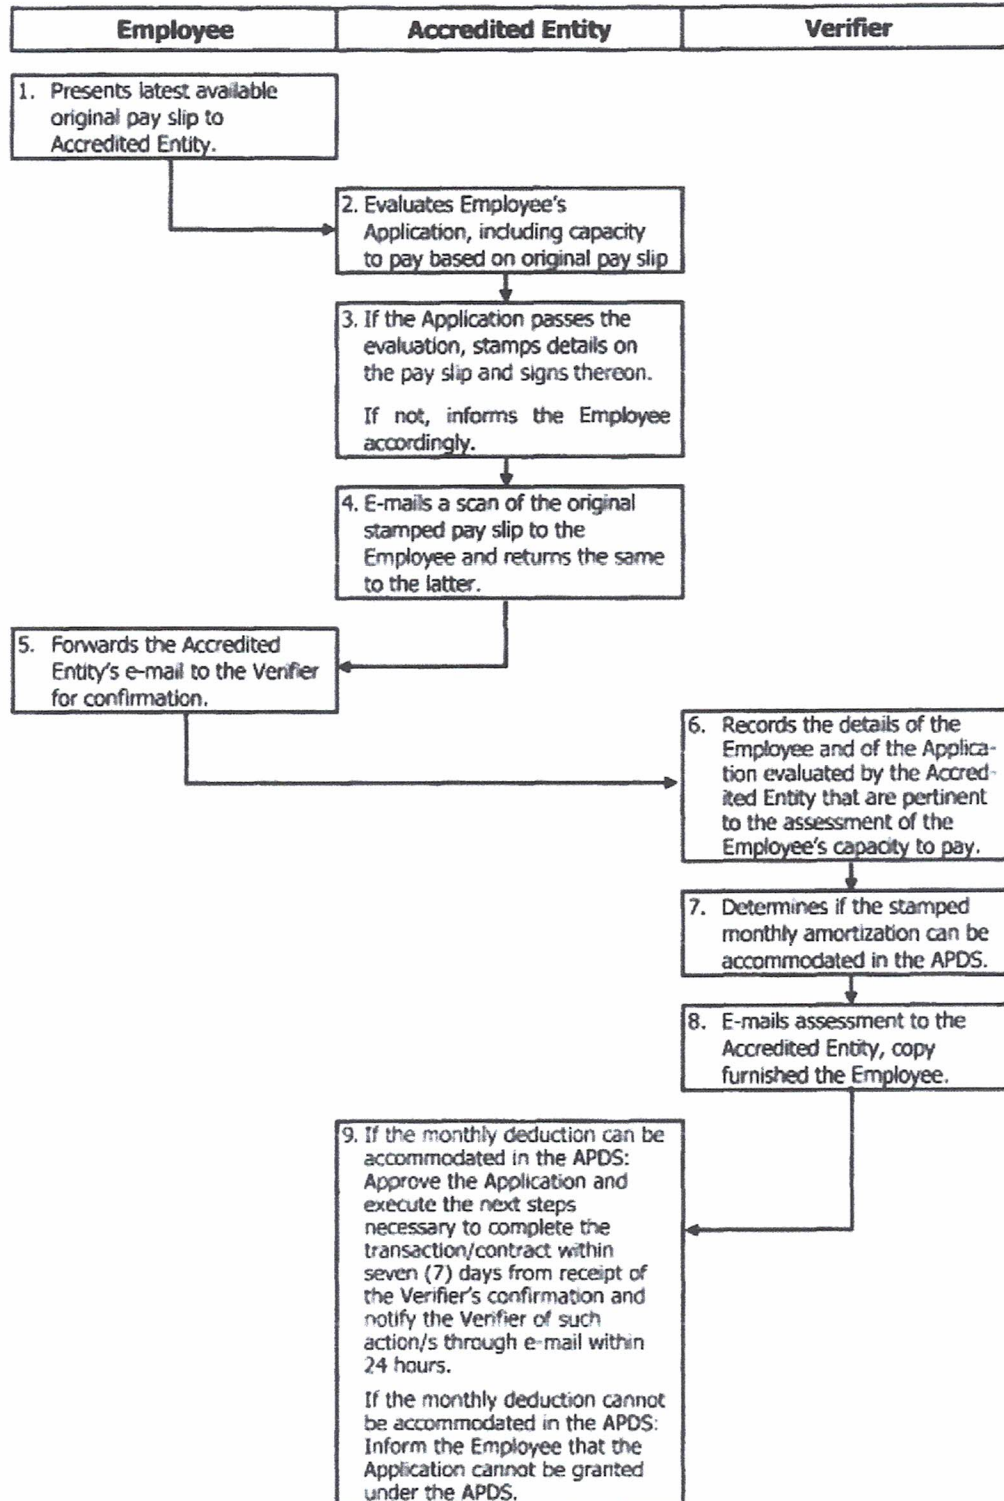 Employee
Accredited Entity
Verifier
1. Presents latest available
original pay slip to
Accredited Entity.
2. Evaluates Employee's
Application, including capacity
to pay based on original pay slip
3. If the Application passes the
evaluation, stamps details on
the pay slip and signs thereon.
If not, informs the Employee
accordingly.
4. E-mails a scan of the original
stamped pay slip to the
Employee and returns the same
to the latter.
5. Forwards the Accredited
Entity's e-mail to the Verifier
for confirmation.
6. Records the details of the
Employee and of the Applica-
tion evaluated by the Accred-
ited Entity that are pertinent
to the assessment of the
Employee's capacity to pay.
7. Determines if the stamped
monthly amortization can be
accommodated in the APDS.
8. E-mails assessment to the
Accredited Entity, copy
furnished the Employee.
9. If the monthly deduction can be
accommodated in the APDS:
Approve the Application and
execute the next steps
necessary to complete the
transaction/contract within
seven (7) days from receipt of
the Verifier's confirmation and
notify the Verifier of such
action/s through e-mail within
24 hours.
If the monthly deduction cannot
be accommodated in the APDS:
Inform the Employee that the
Application cannot be granted
under the APDS.